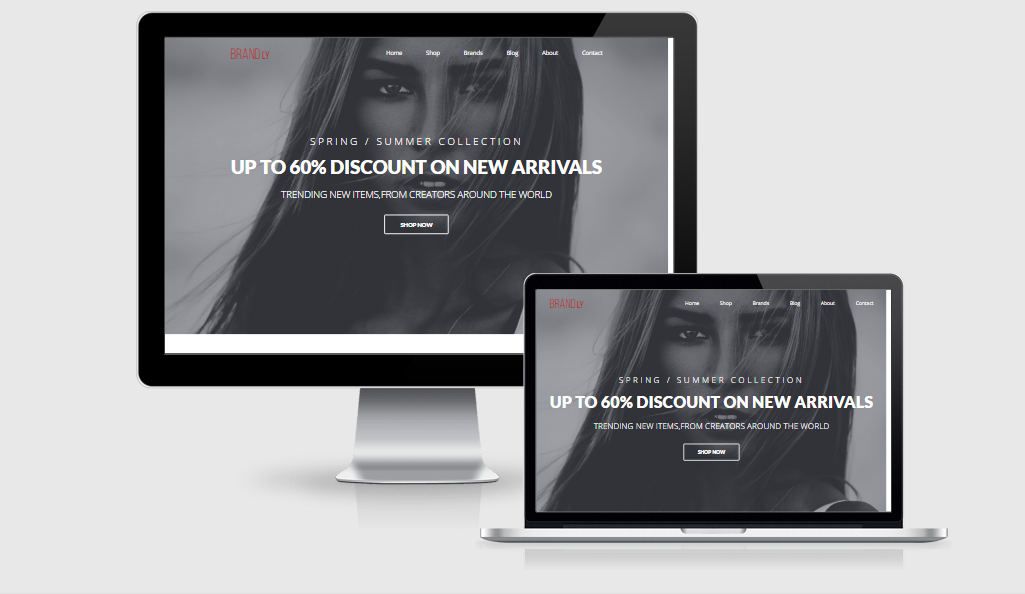 BRANDLY
Home Shop Brands Blog About Contact
SPRING / SUMMER COLLECTION
UP TO 60% DISCOUNT ON NEW ARRIVALS
TRENDING NEW ITEMS,FROM CREATORS AROUND THE WORLD
SHOP NOW
BRANDLY
Home Shop Brands Blog About Contact
SPRING / SUMMER COLLECTION
UP TO 60% DISCOUNT ON NEW ARRIVALS
TRENDING NEW ITEMS,FROM CREATORS AROUND THE WORLD
SHOP NOW